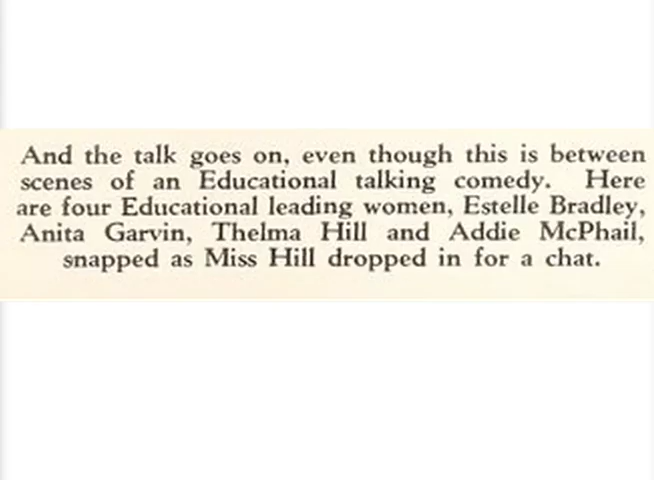 And the talk goes on, even though this is between
scenes of an Educational talking comedy. Here
are four Educational leading women, Estelle Bradley,
Anita Garvin, Thelma Hill and Addie McPhail,
snapped as Miss Hill dropped in for a chat.